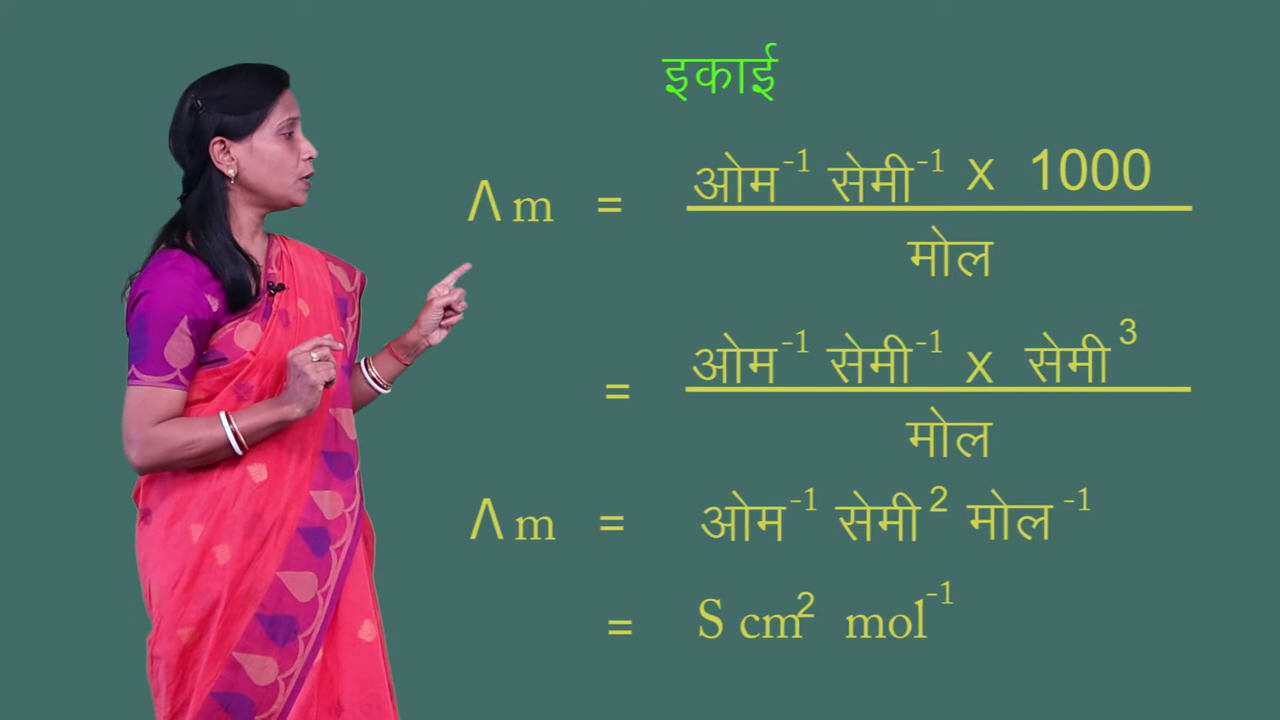 इकाई
Λm = ओम⁻¹ सेमी⁻¹ x 1000
मोल
= ओम⁻¹ सेमी⁻¹ x सेमी³
मोल
Λm = ओम⁻¹ सेमी² मोल⁻¹
= S cm² mol⁻¹